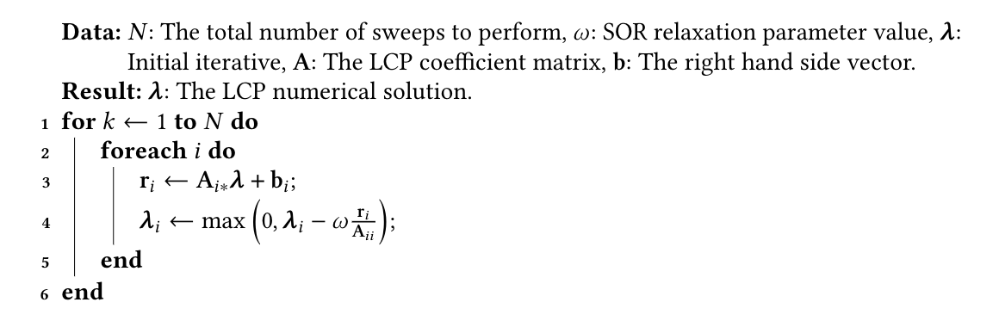 Data: N: The total number of sweeps to perform, ω: SOR relaxation parameter value, λ:
Initial iterative, A: The LCP coefficient matrix, b: The right hand side vector.
Result: λ: The LCP numerical solution.
1 for k ← 1 to N do
2 foreach i do
3 r_i ← A_{i*}λ + b_i;
4 λ_i ← max (0, λ_i − ω r_i/A_{ii});
5 end
6 end